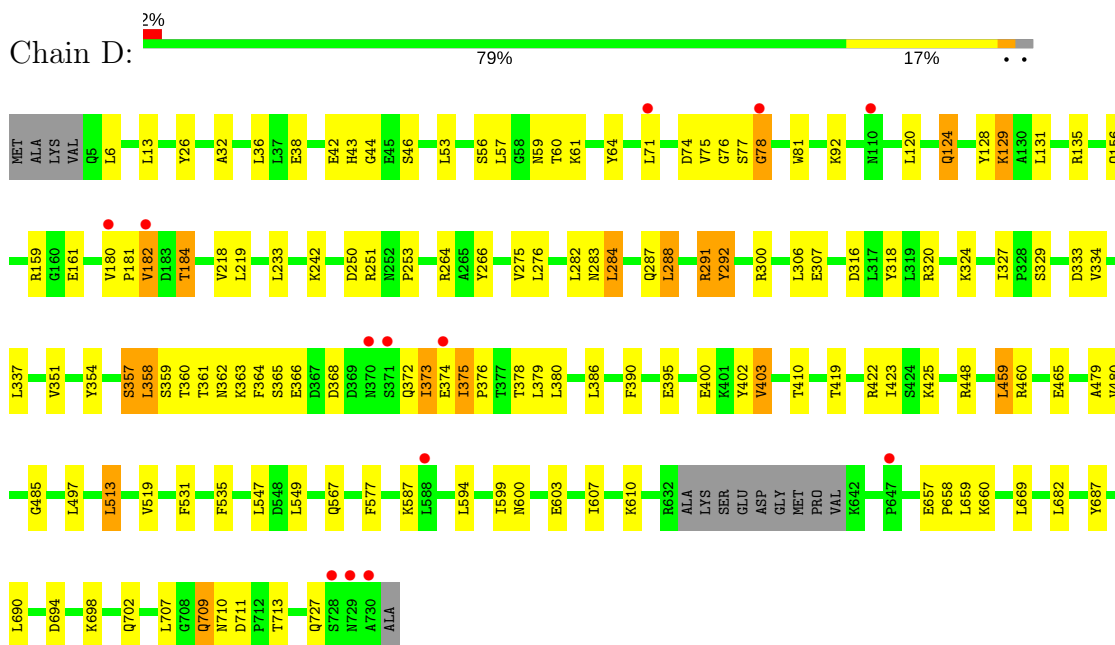 2%
Chain D:
79% 17% • •
MET ALA LYS VAL Q5 L6 L13 Y26 A32 L36 L37 E38 E42 H43 G44 E45 S46 L53 S56 L57 G58 N59 T60 K61 Y64 L71 D74 V75 G76 S77 G78 W81 K92 N110 L120 Q124 Y128 K129 A130 L131 R135
R159 G160 E161 V180 P181 V182 D183 T184 V218 L219 L233 K242 D250 R251 N252 P253 R264 A265 Y266 V275 L276 L282 N283 L284 Q287 L288 R291 Y292 R300 L306 E307 D316 L317 Y318 L319 R320 K324 I327 P328 S329 D333 V334
L337 V351 Y354 S357 L358 S359 T360 T361 N362 K363 F364 S365 E366 D367 D368 D369 N370 S371 Q372 I373 E374 I375 P376 T377 T378 L379 L380 L386 F390 E395 E400 K401 Y402 V403 T410 T419 R422 I423 S424 K425 R448 L459 R460 E465 A479
G485 L497 L513 V519 F531 F535 L547 D548 L549 Q567 F577 K587 L588 L594 I599 N600 E603 I607 K610 R632 ALA LYS SER GLU ASP GLY MET PRO VAL K642 P647 E657 P658 L659 K660 L669 L682 Y687
L690 D694 K698 Q702 L707 G708 Q709 N710 D711 P712 T713 Q727 S728 N729 A730 ALA